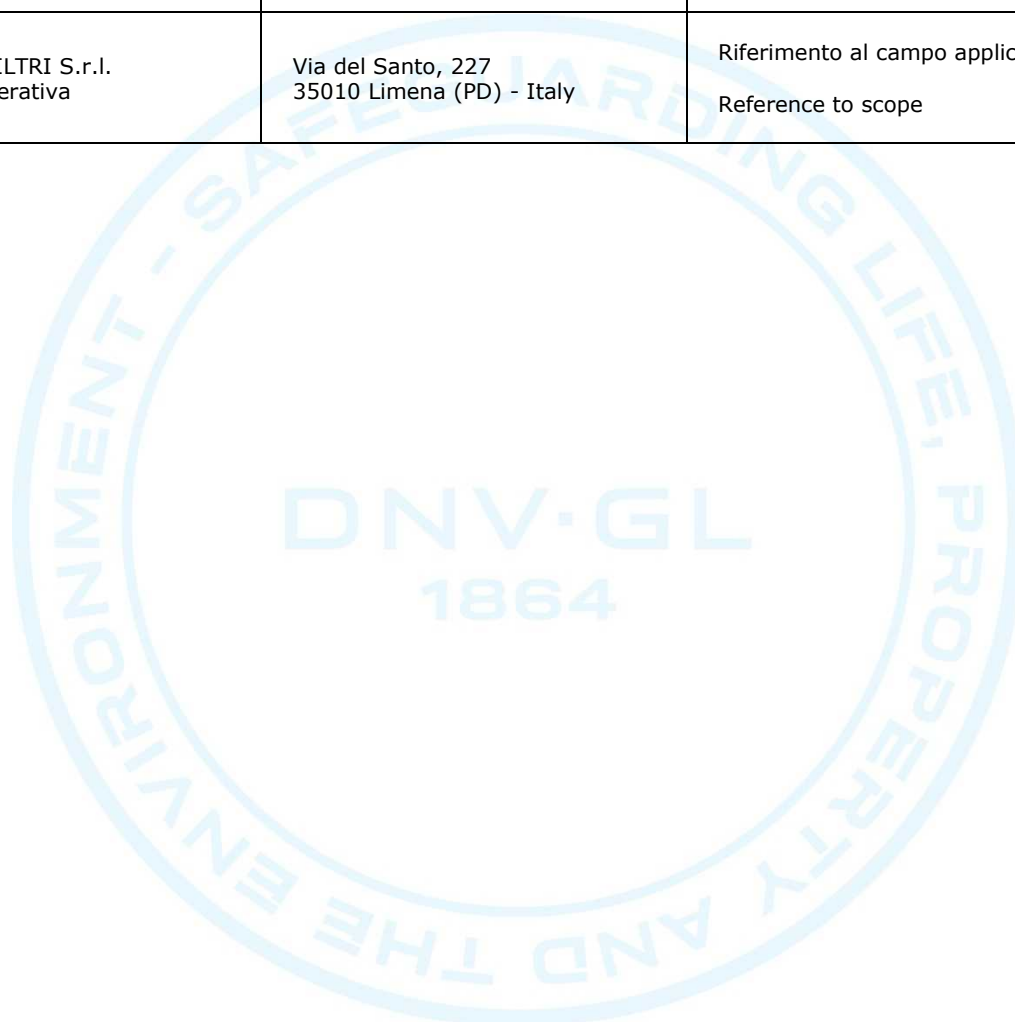 ILTRI S.r.l.
erativa
Via del Santo, 227
35010 Limena (PD) - Italy
Riferimento al campo applic
Reference to scope
SAFEGUARDING LIFE, PROPERTY AND THE ENVIRONMENT -
DNV·GL
1864